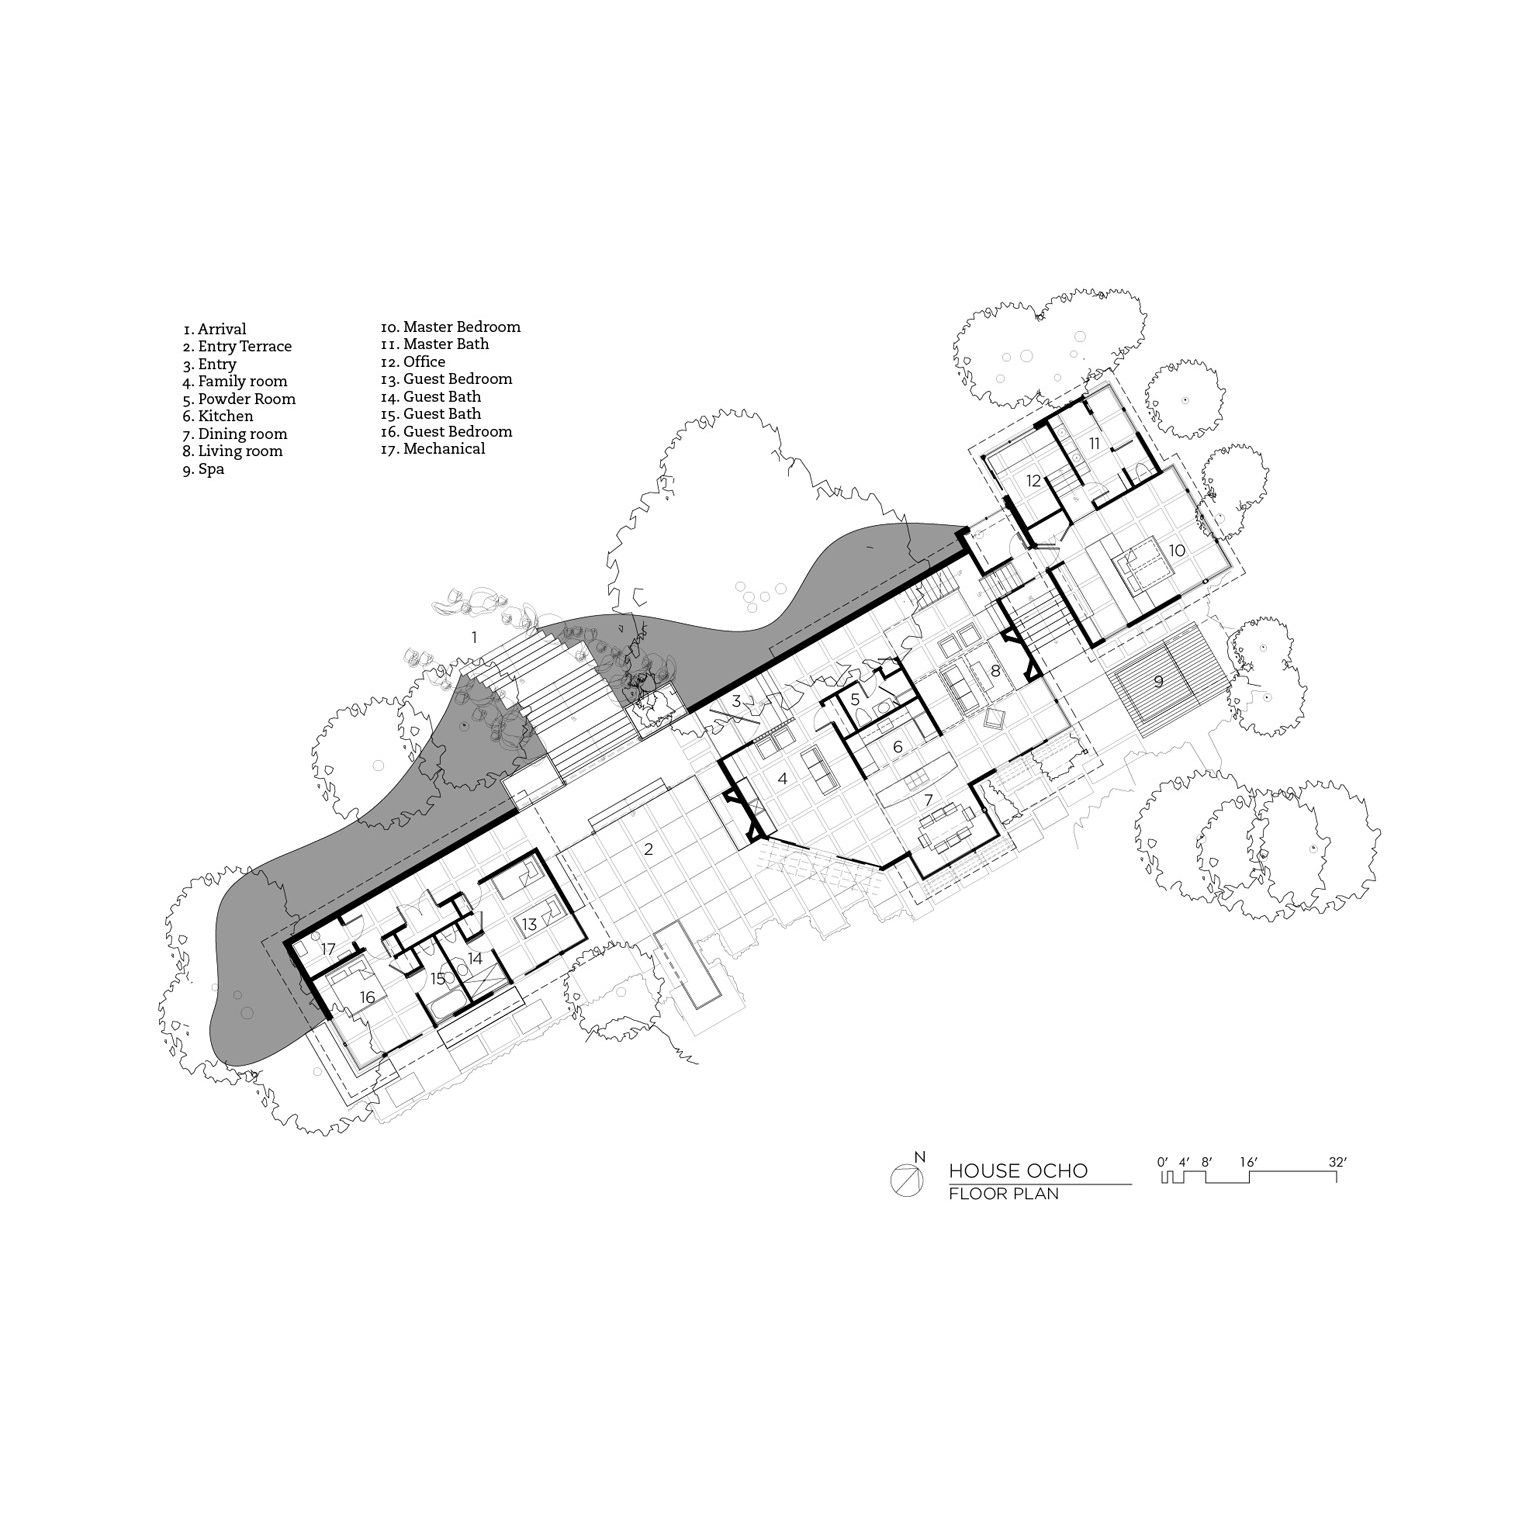 1. Arrival
2. Entry Terrace
3. Entry
4. Family room
5. Powder Room
6. Kitchen
7. Dining room
8. Living room
9. Spa
10. Master Bedroom
11. Master Bath
12. Office
13. Guest Bedroom
14. Guest Bath
15. Guest Bath
16. Guest Bedroom
17. Mechanical
11
12
10
1
8
9
3
5
6
4
7
2
13
17
14
15
16
N
HOUSE OCHO
FLOOR PLAN
0' 4' 8' 16' 32'